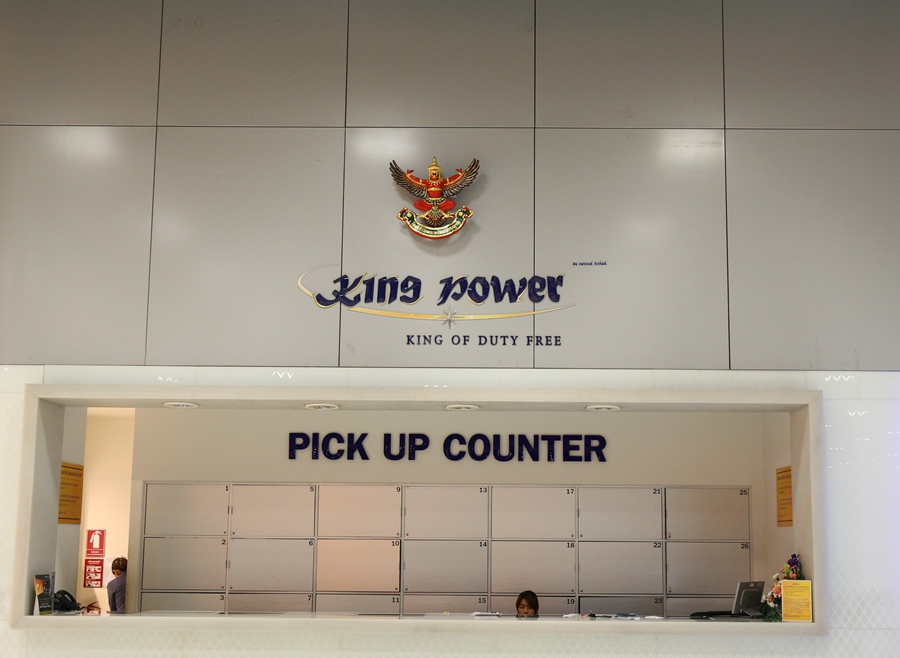 King Power
KING OF DUTY FREE
PICK UP COUNTER
1 5 9 13 17 21 25
2 6 10 14 18 22 26
3 7 11 15 19 23